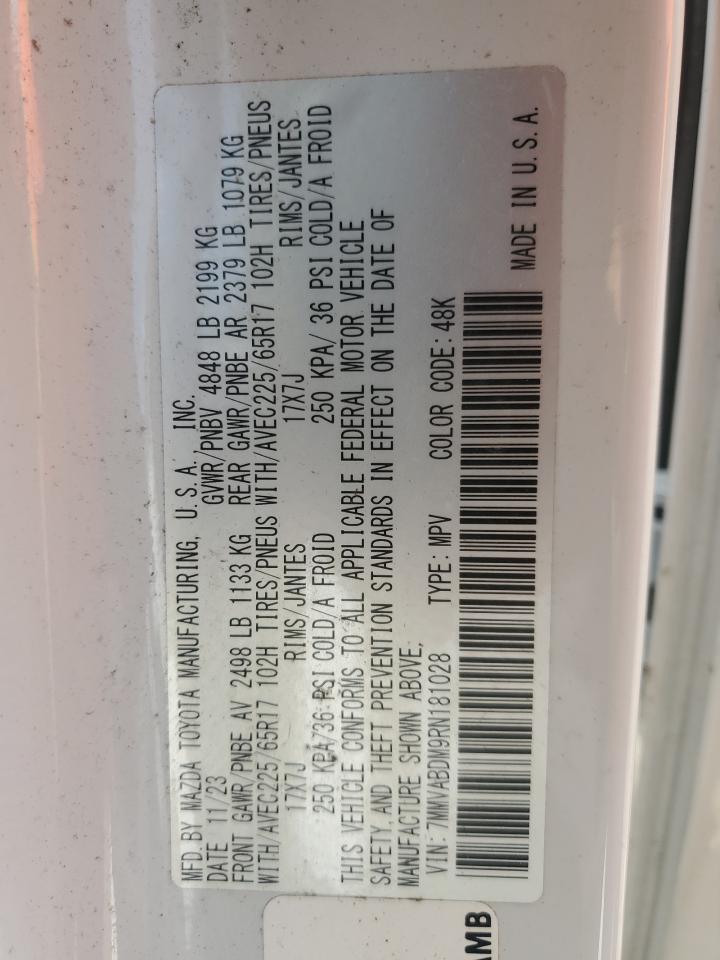 MFD. BY MAZDA TOYOTA MANUFACTURING, U.S.A. INC.
DATE 11/23 GVWR/PNBV 4848 LB 2199 KG
FRONT GAWR/PNBE AV 2498 LB 1133 KG REAR GAWR/PNBE AR 2379 LB 1079 KG
WITH/AVEC225/65R17 102H TIRES/PNEUS WITH/AVEC225/65R17 102H TIRES/PNEUS
17X7J RIMS/JANTES 17X7J RIMS/JANTES
250 KPA/36 PSI COLD/A FROID 250 KPA/ 36 PSI COLD/A FROID
THIS VEHICLE CONFORMS TO ALL APPLICABLE FEDERAL MOTOR VEHICLE
SAFETY AND THEFT PREVENTION STANDARDS IN EFFECT ON THE DATE OF
MANUFACTURE SHOWN ABOVE.
VIN: 7MMVABDM9RN181028 TYPE: MPV COLOR CODE: 48K
MADE IN U.S.A.
AMB